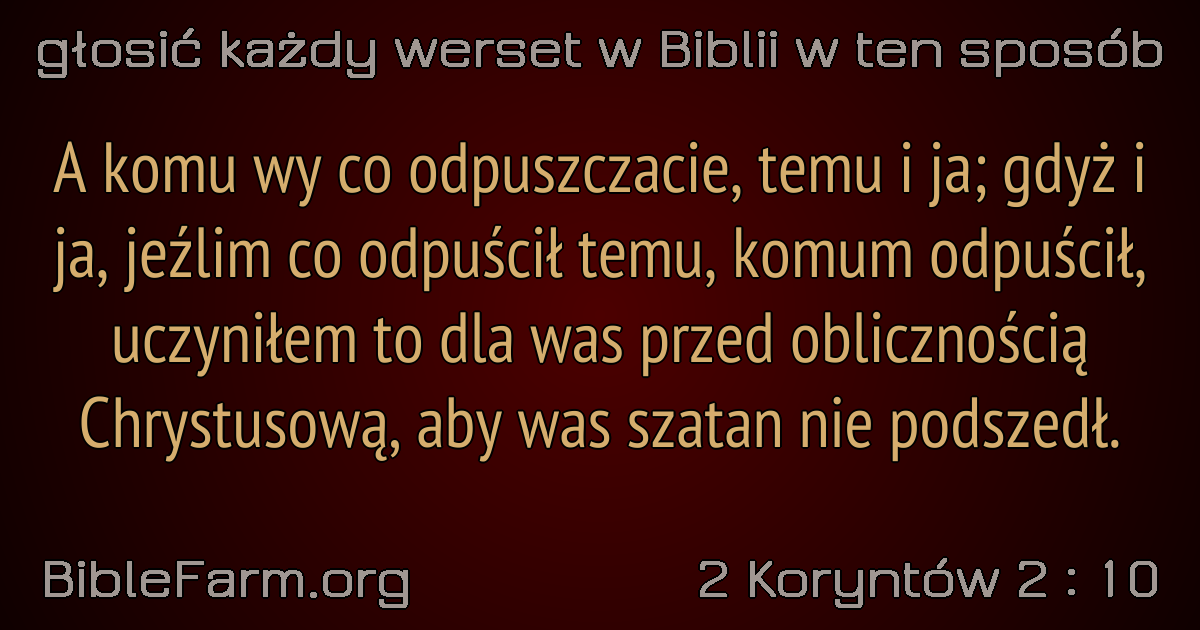 głosić każdy werset w Biblii w ten sposób
A komu wy co odpuszczacie, temu i ja; gdyż i
ja, jeźlim co odpuścił temu, komum odpuścił,
uczyniłem to dla was przed oblicznością
Chrystusową, aby was szatan nie podszedł.
BibleFarm.org
2 Koryntów 2 : 10